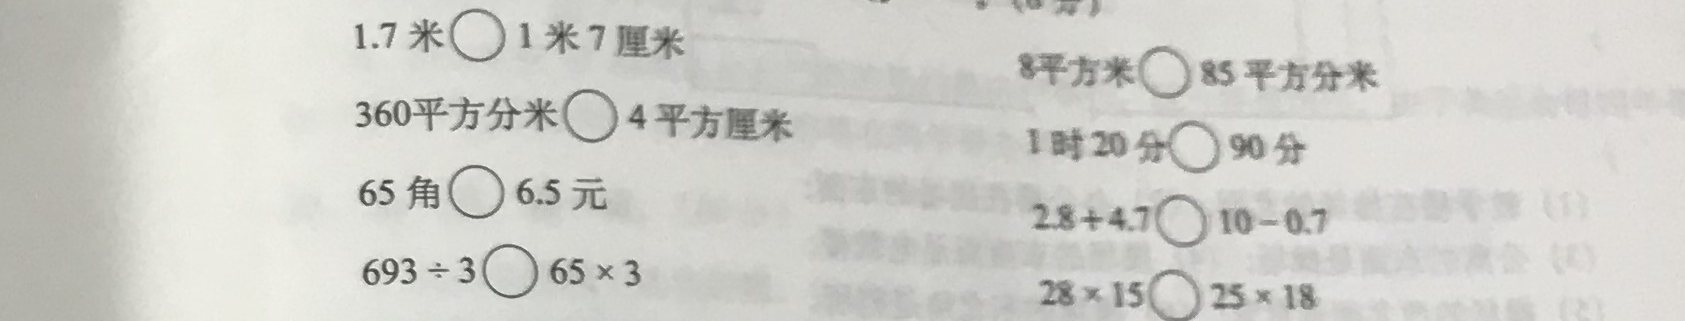 1.7 米○1 米 7 厘米
8平方米○85 平方分米
360平方分米○4 平方厘米
1 时 20 分○90 分
65 角○6.5 元
2.8+4.7○10-0.7
693 ÷ 3○65 × 3
28 × 15○25 × 18